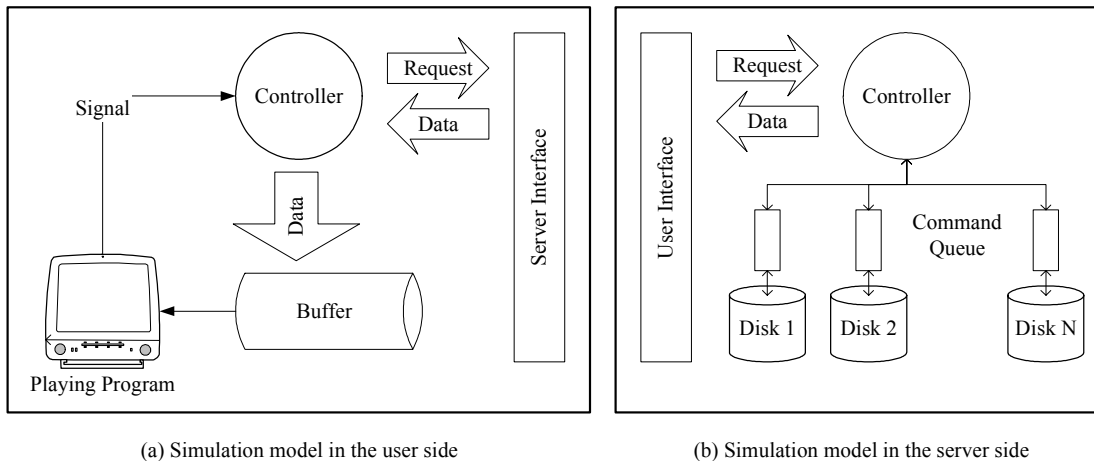 Signal
Controller
Request
Data
Data
Buffer
Server Interface
Playing Program
(a) Simulation model in the user side
User Interface
Request
Data
Controller
Command
Queue
Disk 1
Disk 2
Disk N
(b) Simulation model in the server side